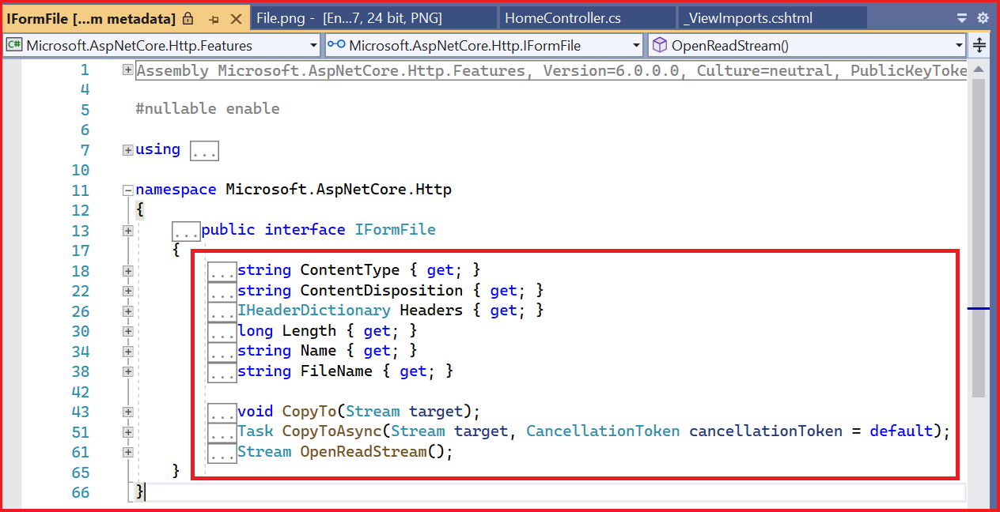 IFormFile [...m metadata] File.png - [En...7, 24 bit, PNG] HomeController.cs _ViewImports.cshtml
C# Microsoft.AspNetCore.Http.Features Microsoft.AspNetCore.Http.IFormFile OpenReadStream()
1 Assembly Microsoft.AspNetCore.Http.Features, Version=6.0.0.0, Culture=neutral, PublicKeyToke
4
5 #nullable enable
6
7 using ...
10
11 namespace Microsoft.AspNetCore.Http
12 {
13 ...public interface IFormFile
17 {
18 ...string ContentType { get; }
22 ...string ContentDisposition { get; }
26 ...IHeaderDictionary Headers { get; }
30 ...long Length { get; }
34 ...string Name { get; }
38 ...string FileName { get; }
42
43 ...void CopyTo(Stream target);
51 ...Task CopyToAsync(Stream target, CancellationToken cancellationToken = default);
61 ...Stream OpenReadStream();
65 }
66 }